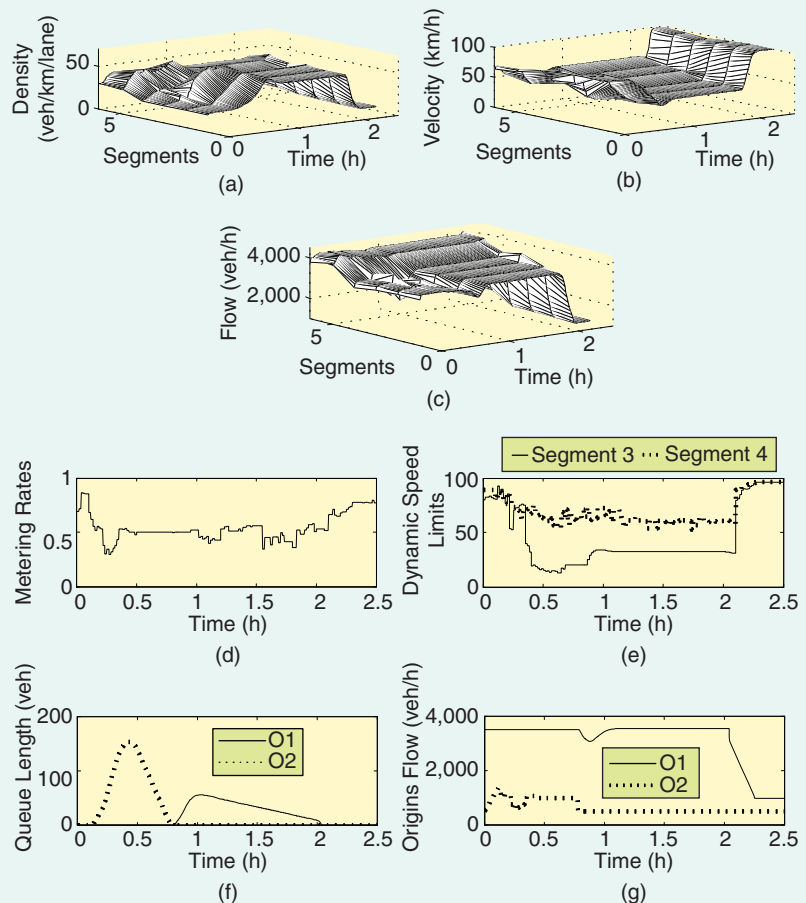 Density
(veh/km/lane)
50
0
5
Segments
0
0
1
2
Time (h)
(a)
Velocity (km/h)
100
50
0
5
Segments
0
0
1
2
Time (h)
(b)
Flow (veh/h)
4,000
2,000
5
Segments
0
0
1
2
Time (h)
(c)
Metering Rates
1
0.5
0
0 0.5 1 1.5 2 2.5
Time (h)
(d)
Segment 3 Segment 4
Dynamic Speed
Limits
100
50
0
0 0.5 1 1.5 2 2.5
Time (h)
(e)
Queue Length (veh)
200
100
0
O1
O2
0 0.5 1 1.5 2 2.5
Time (h)
(f)
Origins Flow (veh/h)
4,000
2,000
0
O1
O2
0 0.5 1 1.5 2 2.5
Time (h)
(g)